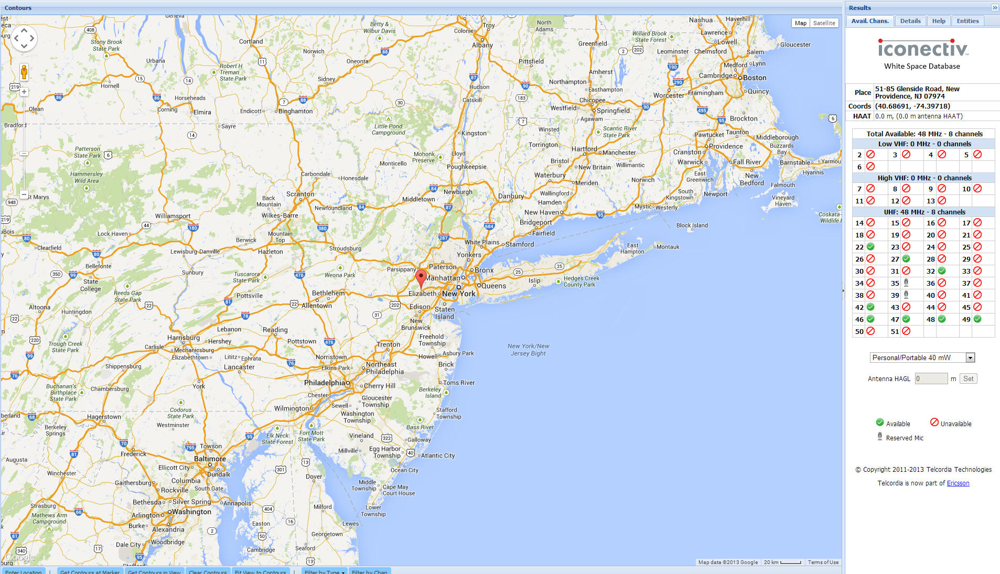 Contours
Results
Avail. Chans.
Details
Help
Entities
iconectiv
White Space Database
Place 51-85 Glenside Road, New
Providence, NJ 07974
Coords (40.68691, -74.39718)
HAAT 0.0 m, (0.0 m antenna HAAT)
Total Available: 48 MHz - 8 channels
Low VHF: 0 MHz - 0 channels
2 3 4 5
6
High VHF: 0 MHz - 0 channels
7 8 9 10
11 12 13
UHF: 48 MHz - 8 channels
14 15 16 17
18 19 20 21
22 23 24 25
26 27 28 29
30 31 32 33
34 35 36 37
38 39 40 41
42 43 44 45
46 47 48 49
50 51
Personal/Portable 40 mW
Antenna HAGL 0 m Set
Available
Unavailable
Reserved Mic
© Copyright 2011-2013 Telcordia Technologies
Telcordia is now part of Ericsson
Map
Satellite
Geneva
Stony Brook
State Park
Urbana
Hornell
Robert H.
Treman
State Park
Cortland
Norwich
Betty &
Wilbur Davis
Oneonta
Sidney
Troy
Colonie
Albany
North
Adams
Pittsfield
Greenfield
Willard Brook
State Forest
Nashua
Haverhill
Lawrence
Lowell
Gloucester
Leominster
Chelmsford
Salem
Lynn
Medford
Cambridge
Boston
Amherst
Northampton
Easthampton
Chicopee
Westfield
Springfield
Agawam
Worcester
Framingham
Quincy
Hudson
Catskill
Horseheads
Corning
Elmira
Endicott
Binghamton
Olean
Bradford
Sayre
Little Pond
Campground
Kingston
Winsted
Scantic River
State Park
Brockton
Pawtucket
Taunton
Middleborough
Providence
Buzzards
Bay
Torrington
Hartford
Manchester
Cranston
Warwick
Fall River
Barnstable
Yarmou
Hyannis
Patterson
State Park
Hammersley
Wild Area
St Marys
Mohonk
Preserve
Lloyd
Poughkeepsie
Monticello
Bristol
New Britain
Willimantic
Waterbury
Meriden
Norwich
East
Greenwich
New
Bedford
Falmouth
Carbondale
Honesdale
Scranton
Newburgh
Middletown
Danbury
Wallingford
Hamden
New Haven
South
Kingstown
Newport
Vineyard
Haven
Mystic
Westerly
Back
Mountain
Newfoundland
Wilkes-Barre
Williamsport
Bridgeport
Fairfield
Block Island
Coskata-
Wildlife
Lock Haven
Mountain
Top
Berwick
Clearfield
Lewisburg
Danville
Hazleton
Stroudsburg
White Plains
Stamford
Yonkers
East
Hampton
Montauk
Bellefonte
State
College
Sunbury
Tuscarora
State Park
Weona Park
Parsippany
Paterson
Bronx
Manhattan
Queens
Islip
Hedges Creek
County Park
Reeds Gap
State Park
Elizabeth
New York
Altoona
Huntingdon
Pottsville
Bethlehem
Allentown
Edison
Staten
Island
New
Brunswick
Freehold
Township
Trough Creek
State Park
Lebanon
Reading
Harrisburg
Hershey
Pottstown
Trenton
Carlisle
Mechanicsburg
Elizabethtown
Lititz
Ephrata
Norristown
Howell
Asbury Park
New York/New
Jersey Bight
Shippensburg
Lancaster
Elkins Park
Northeast
Philadelphia
Brick
Buchanan's
Birthplace
State Park
Chambersburg
York
Philadelphia
Cherry Hill
Toms River
Chester
Berkeley
Island
Codorus
State Park
Wilmington
Sewell
Gloucester
Township
Washington
Township
Stafford
Township
Hagerstown
Berkeley
Springs
Westminster
Elk Neck
State Forest
Fort Mott
State Park
Bass River
Vineland
Galloway
Frederick
Towson
Baltimore
Millville
Egg Harbor
Township
Atlantic City
Augusta
Winchester
Ellicott City
Dundalk
Columbia
Ocean City
Gaithersburg
Rockville
South Gate
Dover
Middle
Township
Cape May
Court House
Bethesda
Silver Spring
Annapolis
Strasburg
Washington
Milford
Lower
Township
Mathews Arm
Campground
Arlington
Burke
Alexandria
Easton
Lewes
Dale City
Woodbridge
Cambridge
Georgetown
Seaford
Google
Map data ©2013 Google
20 km
Terms of Use
Enter Location
Get Contours at Marker
Get Contours in View
Clear Contours
Fit View to Contours
Filter by Type
Filter by Chan